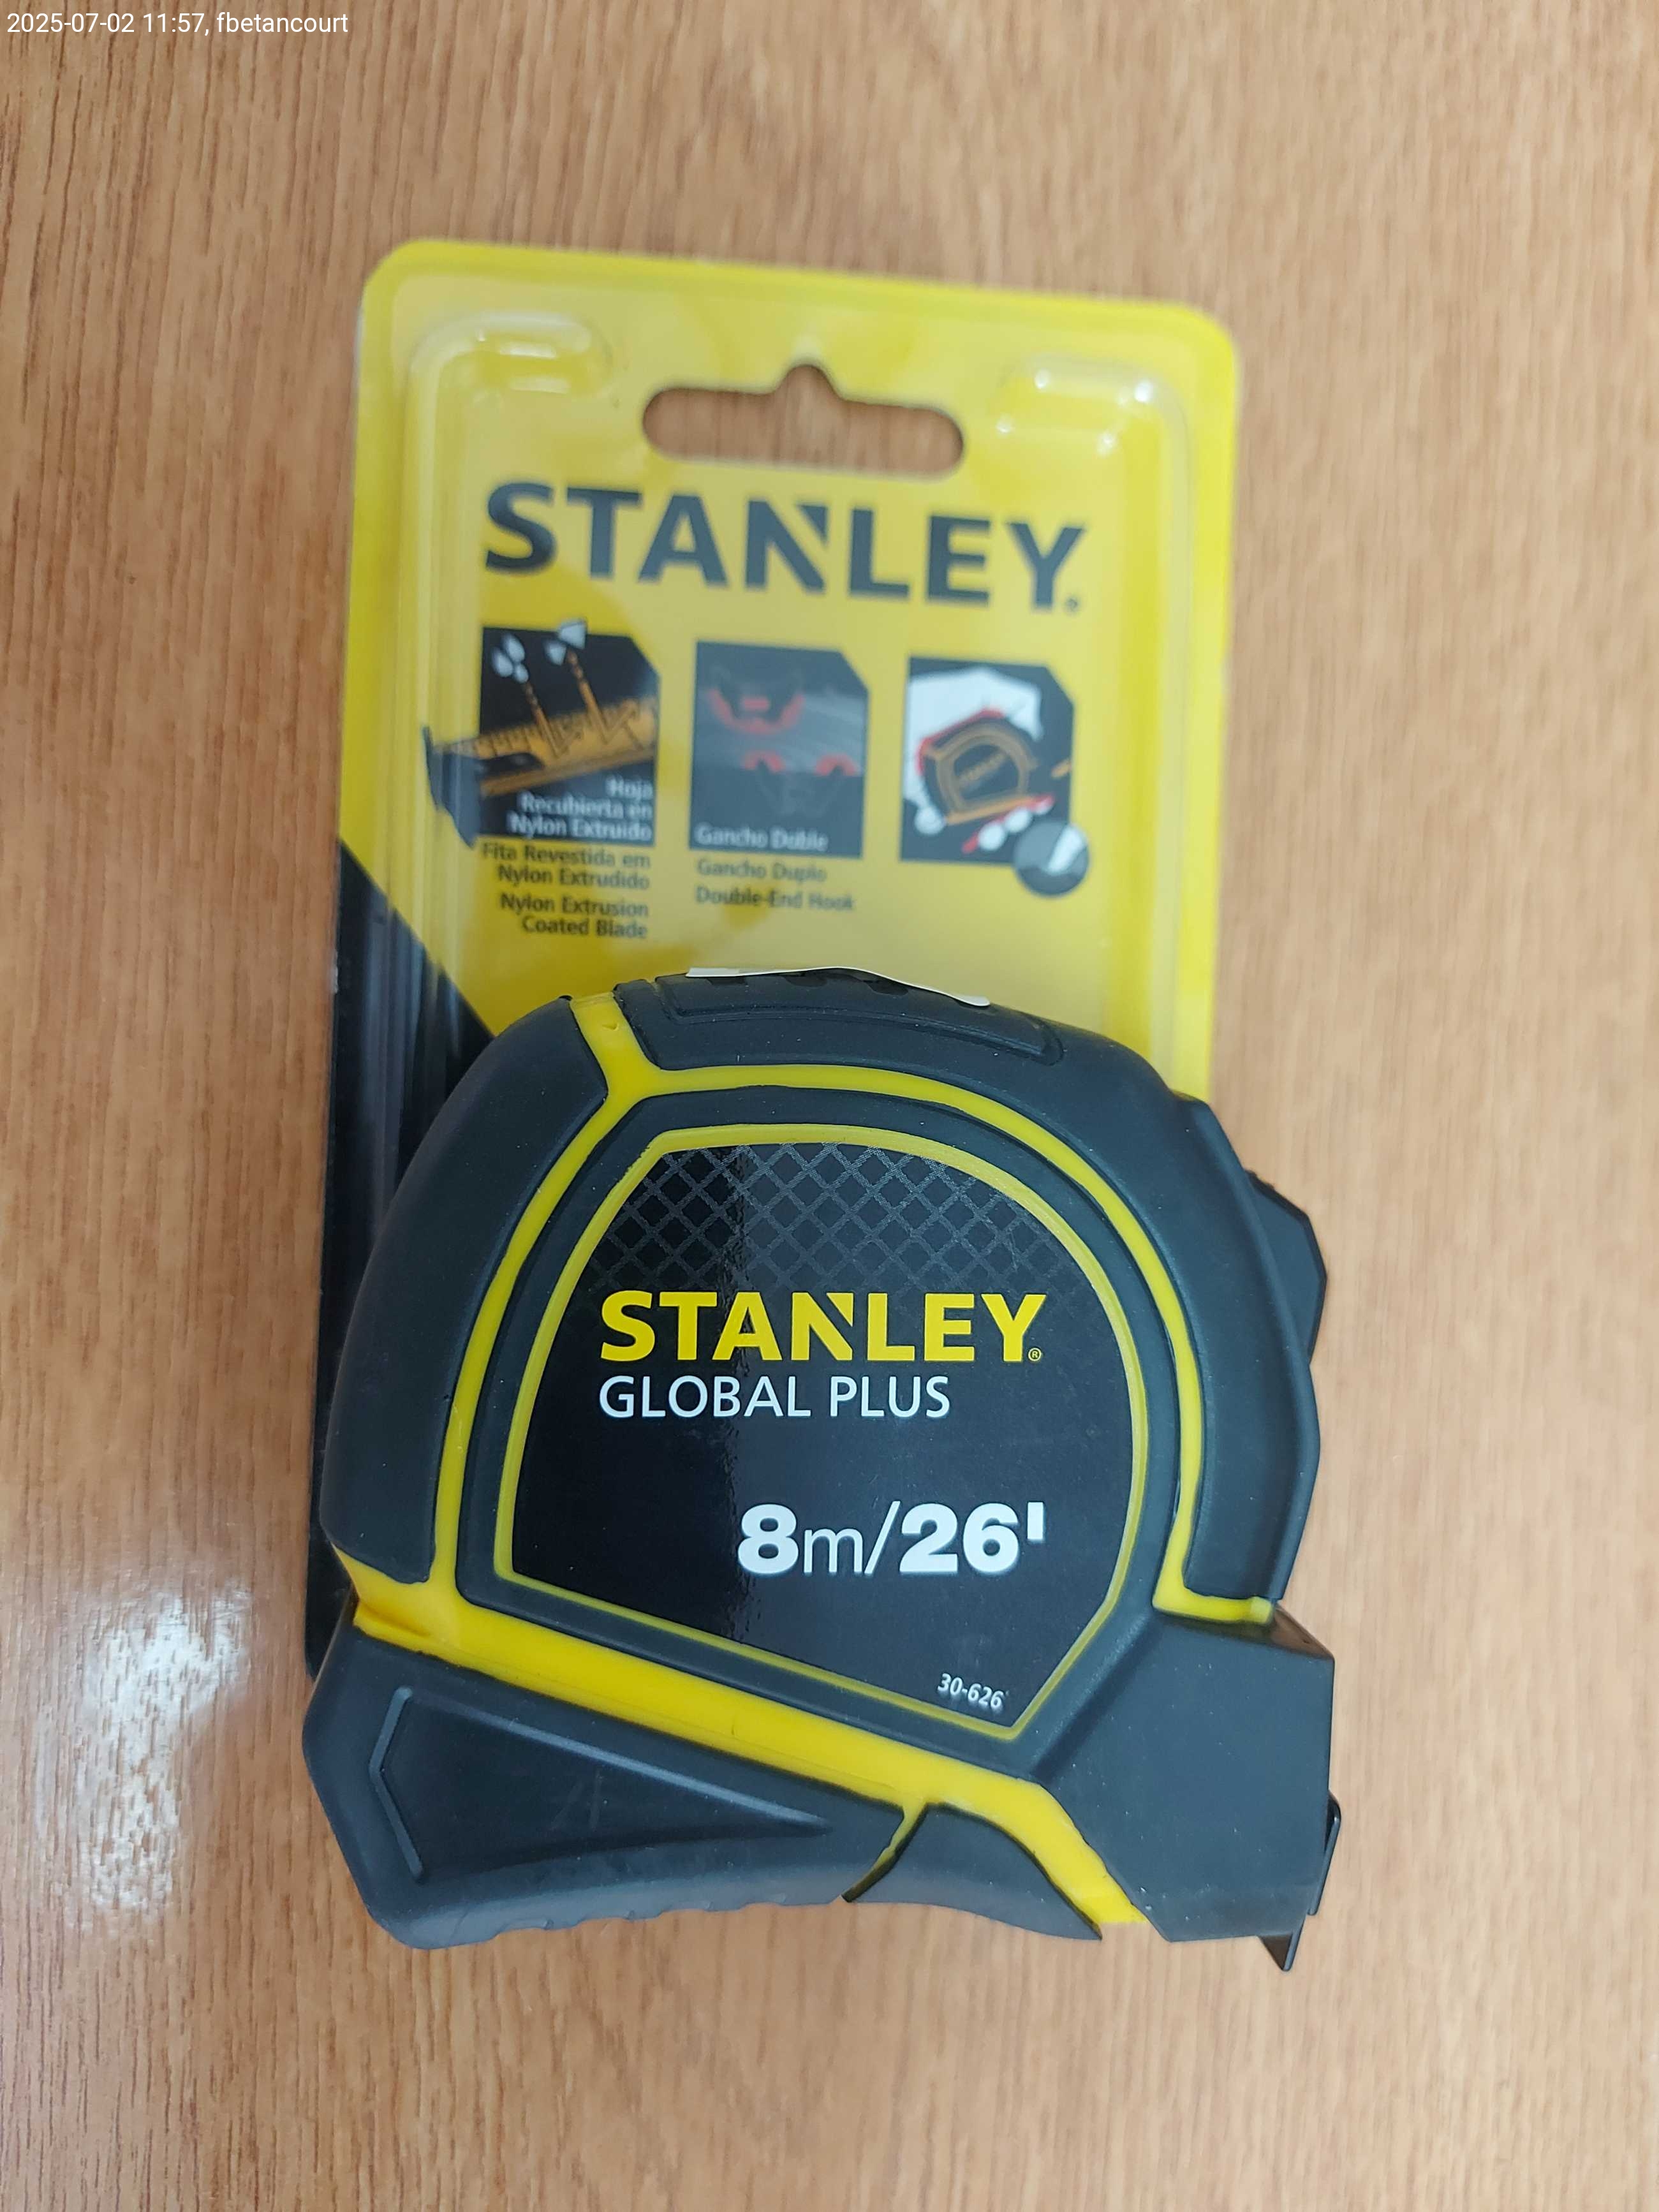 2025-07-02 11:57, fbetancourt
STANLEY®
Hoja
Recubierta en
Nylon Extruido
Fita Revestida em
Nylon Extrudido
Nylon Extrusion
Coated Blade
Gancho Doble
Gancho Duplo
Double-End Hook
STANLEY®
GLOBAL PLUS
8m/26'
30-626